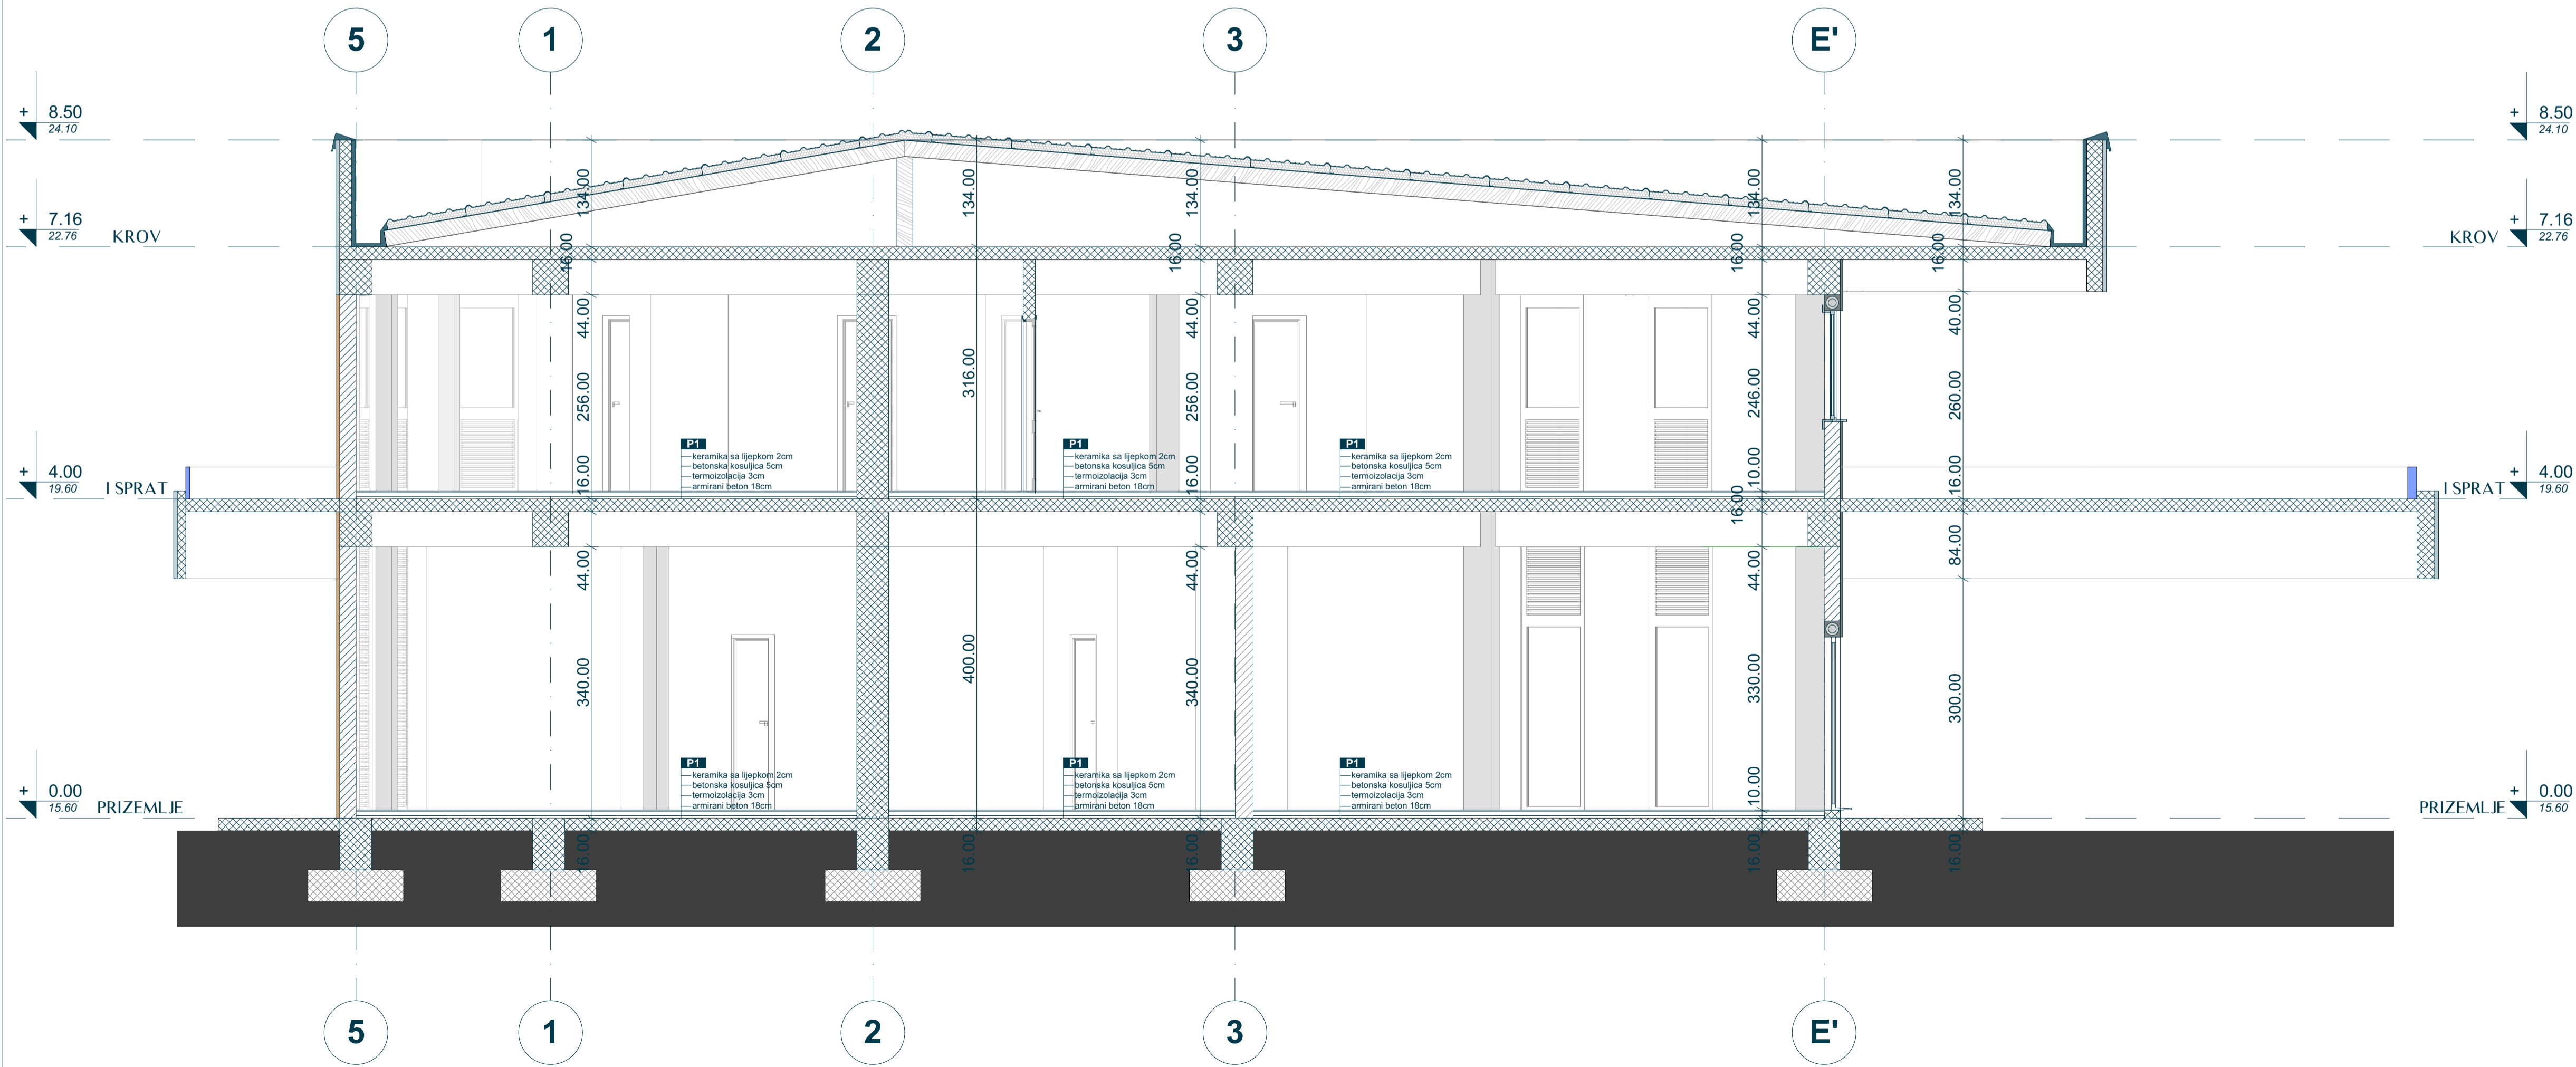 5 1 2 3 E'
+ 8.50
24.10
+ 8.50
24.10
134.00 134.00 134.00 134.00 134.00
+ 7.16
22.76
KROV
KROV
+ 7.16
22.76
16.00 16.00 16.00 16.00
44.00 44.00 44.00 40.00
256.00 316.00 256.00 246.00 260.00
P1
keramika sa lijepkom 2cm
betonska kosuljica 5cm
termoizolacija 3cm
armirani beton 18cm
P1
keramika sa lijepkom 2cm
betonska kosuljica 5cm
termoizolacija 3cm
armirani beton 18cm
P1
keramika sa lijepkom 2cm
betonska kosuljica 5cm
termoizolacija 3cm
armirani beton 18cm
16.00 16.00 10.00 16.00
+ 4.00
19.60
I SPRAT
I SPRAT
+ 4.00
19.60
16.00
44.00 44.00 44.00 84.00
340.00 400.00 340.00 330.00 300.00
P1
keramika sa lijepkom 2cm
betonska kosuljica 5cm
termoizolacija 3cm
armirani beton 18cm
P1
keramika sa lijepkom 2cm
betonska kosuljica 5cm
termoizolacija 3cm
armirani beton 18cm
P1
keramika sa lijepkom 2cm
betonska kosuljica 5cm
termoizolacija 3cm
armirani beton 18cm
10.00
+ 0.00
15.60
PRIZEMLJE
PRIZEMLJE
+ 0.00
15.60
16.00 16.00 16.00 16.00 16.00
5 1 2 3 E'